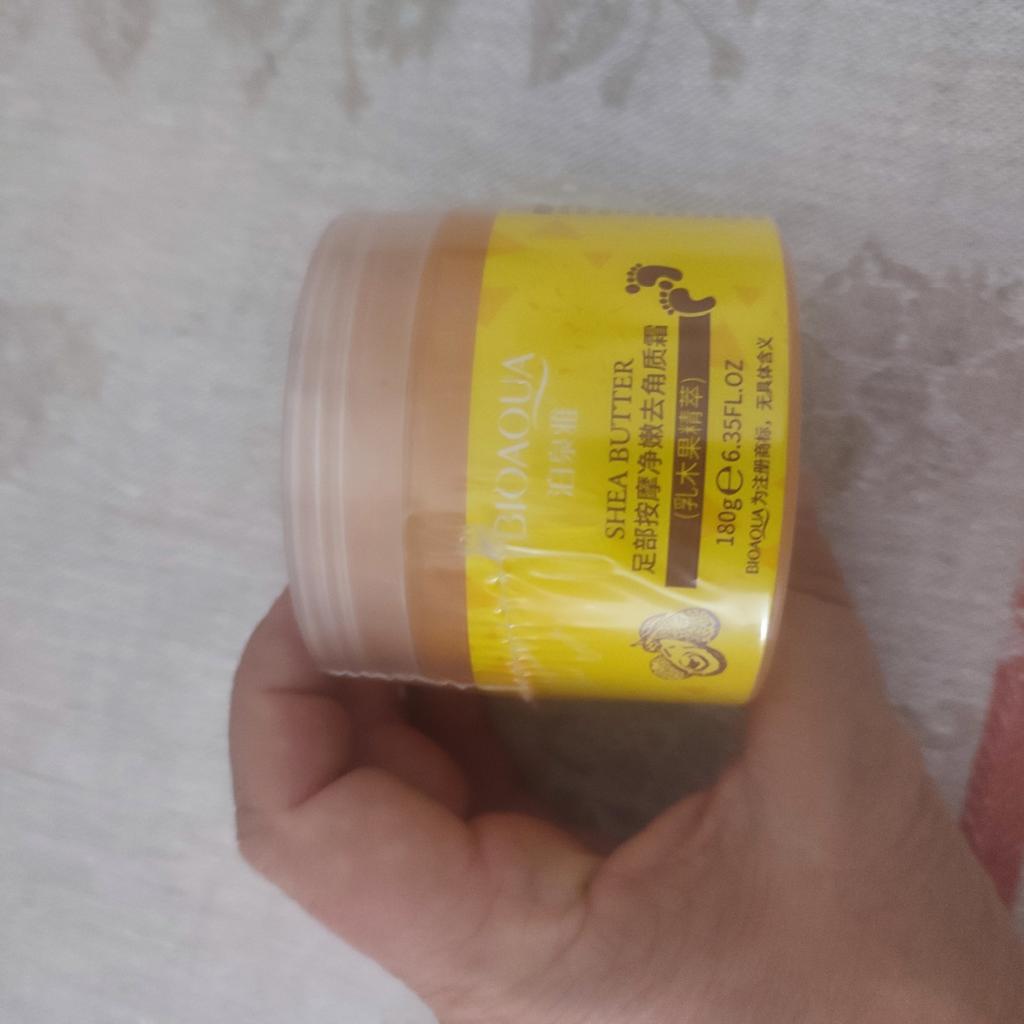 BIOAQUA
泊泉雅
SHEA BUTTER
足部按摩净嫩去角质霜
(乳木果精萃)
180g℮6.35FL.OZ
BIOAQUA为注册商标，无具体含义